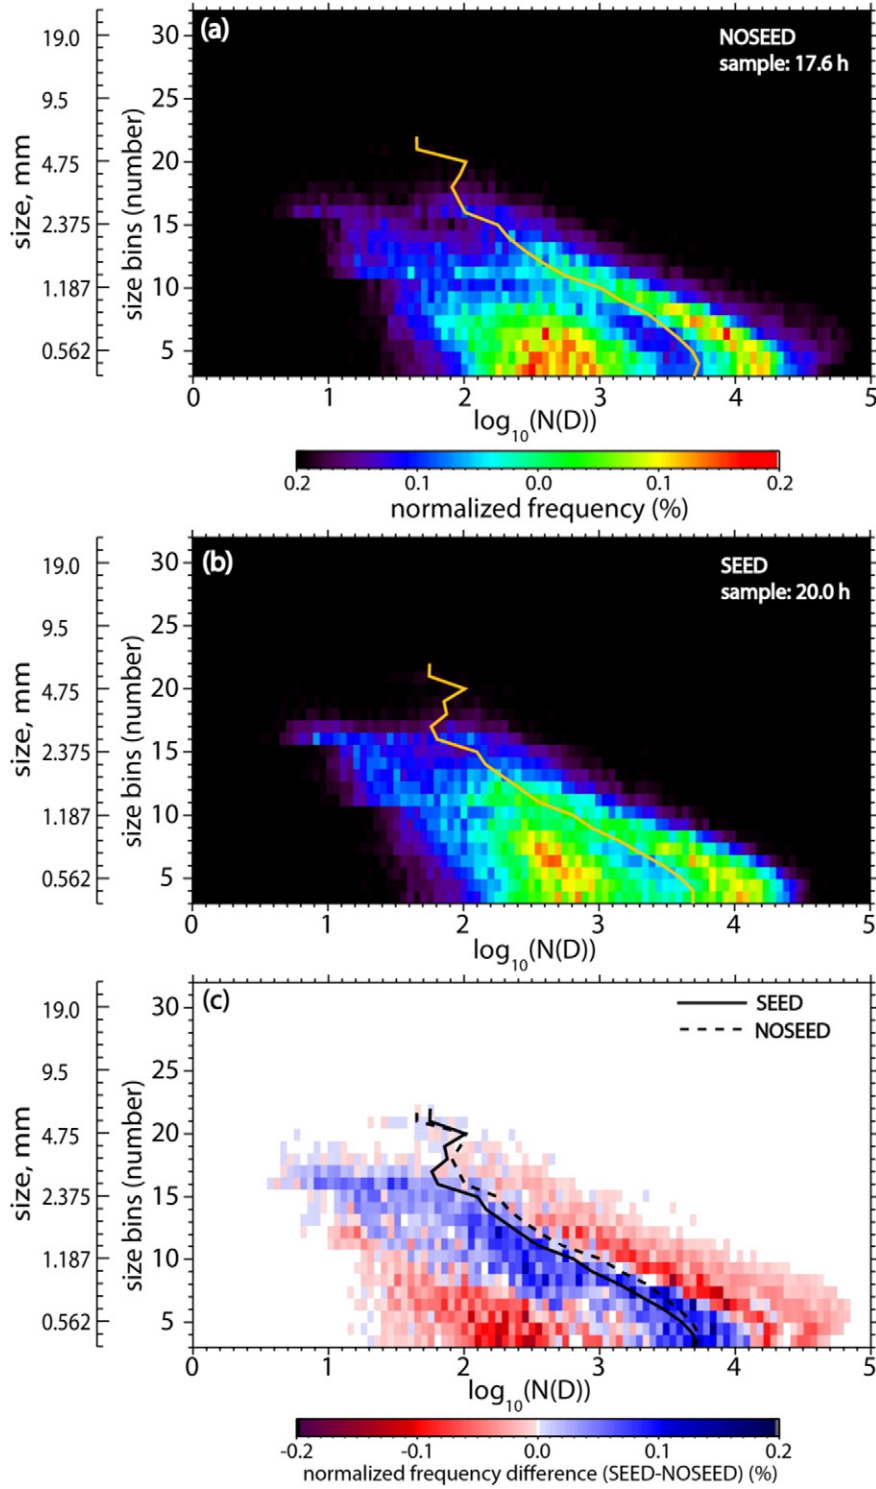 (a)
NOSEED
sample: 17.6 h
size, mm
19.0
9.5
4.75
2.375
1.187
0.562
size bins (number)
30
25
20
15
10
5
0 1 2 3 4 5
log10(N(D))
0.2 0.1 0.0 0.1 0.2
normalized frequency (%)
(b)
SEED
sample: 20.0 h
size, mm
19.0
9.5
4.75
2.375
1.187
0.562
size bins (number)
30
25
20
15
10
5
0 1 2 3 4 5
log10(N(D))
(c)
SEED
NOSEED
size, mm
19.0
9.5
4.75
2.375
1.187
0.562
size bins (number)
30
25
20
15
10
5
0 1 2 3 4 5
log10(N(D))
-0.2 -0.1 0.0 0.1 0.2
normalized frequency difference (SEED-NOSEED) (%)